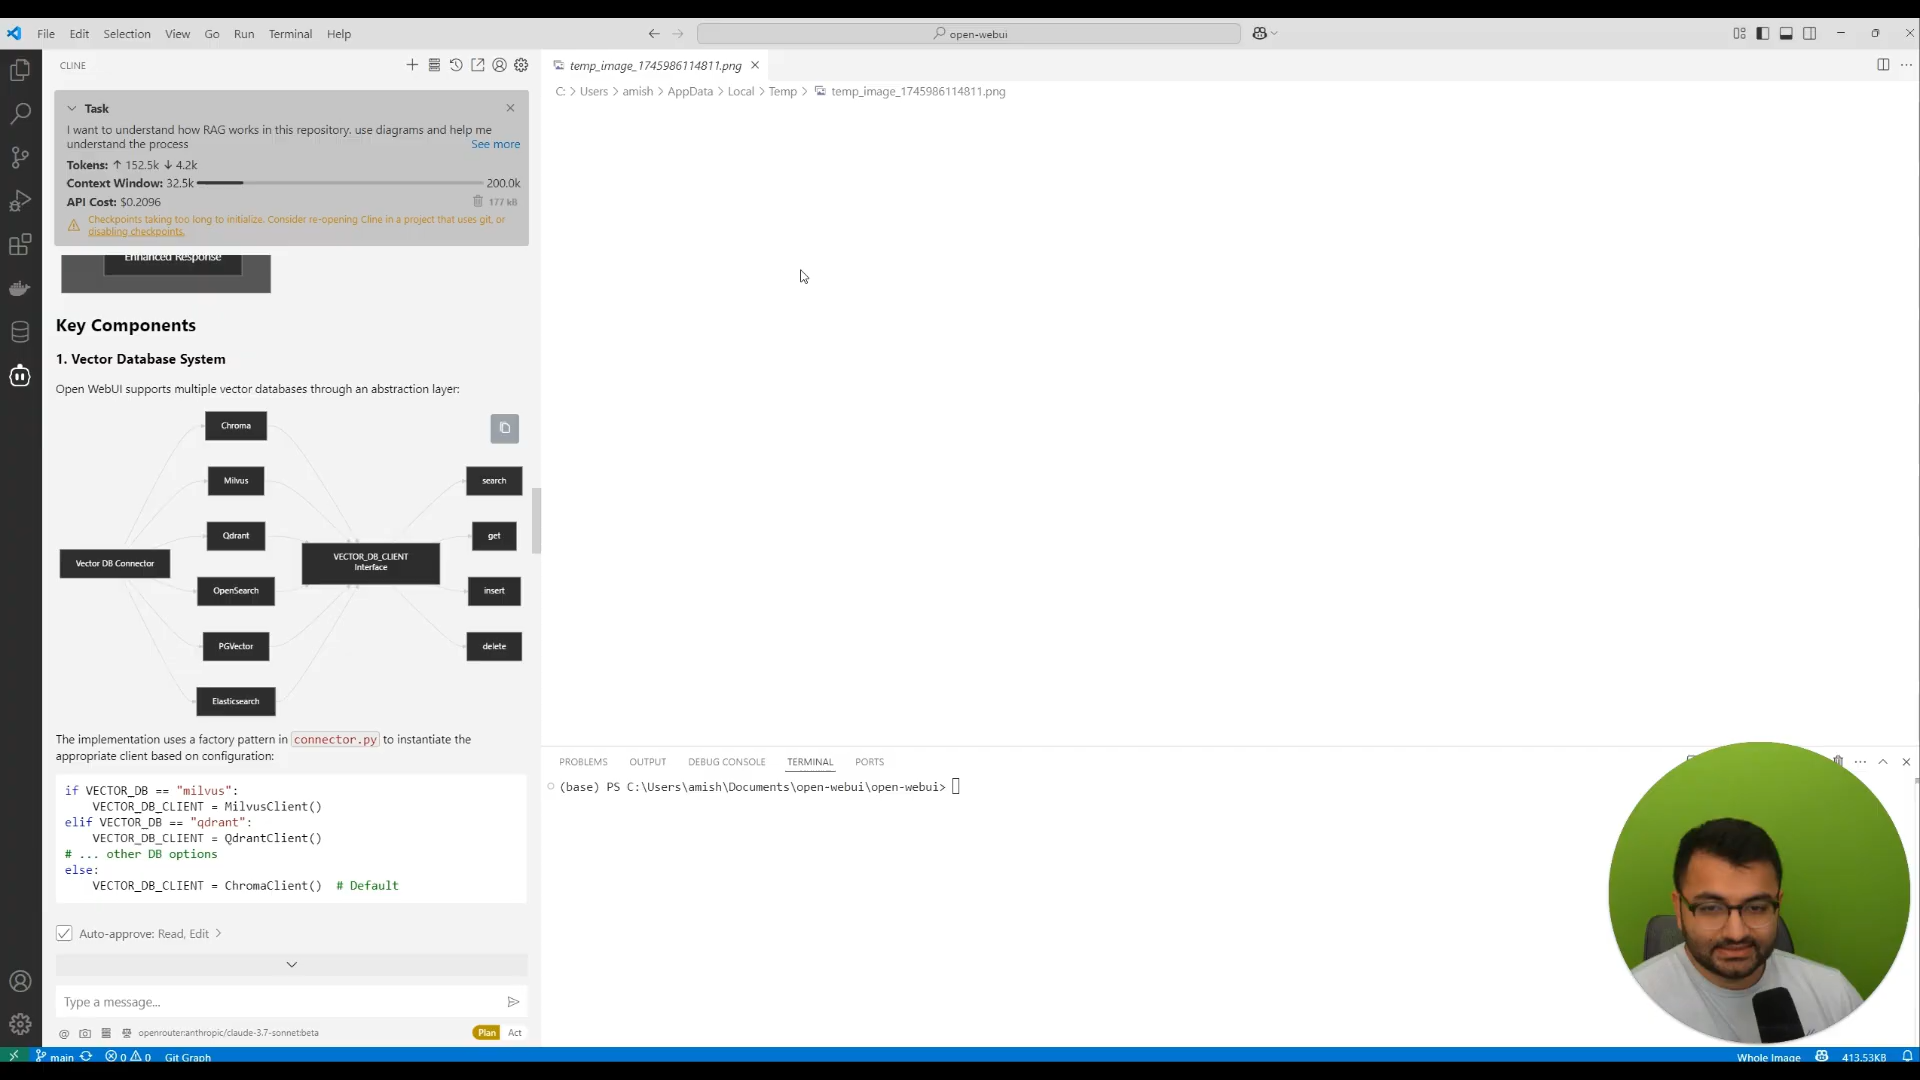 File Edit Selection View Go Run Terminal Help
open-webui
CLINE
temp_image_1745986114811.png
C: > Users > amish > AppData > Local > Temp > temp_image_1745986114811.png
Task
I want to understand how RAG works in this repository. use diagrams and help me
understand the process
See more
Tokens: ↑ 152.5k ↓ 4.2k
Context Window: 32.5k 200.0k
API Cost: $0.2096
177 kB
Checkpoints taking too long to initialize. Consider re-opening Cline in a project that uses git, or
disabling checkpoints.
Enhanced Response
Key Components
1. Vector Database System
Open WebUI supports multiple vector databases through an abstraction layer:
Chroma
Milvus
search
Qdrant
get
Vector DB Connector
VECTOR_DB_CLIENT
Interface
OpenSearch
insert
PGVector
delete
Elasticsearch
The implementation uses a factory pattern in connector.py to instantiate the
appropriate client based on configuration:
if VECTOR_DB == "milvus":
VECTOR_DB_CLIENT = MilvusClient()
elif VECTOR_DB == "qdrant":
VECTOR_DB_CLIENT = QdrantClient()
# ... other DB options
else:
VECTOR_DB_CLIENT = ChromaClient() # Default
Auto-approve: Read, Edit >
Type a message...
@ openrouter:anthropic/claude-3.7-sonnet:beta
Plan Act
PROBLEMS OUTPUT DEBUG CONSOLE TERMINAL PORTS
(base) PS C:\Users\amish\Documents\open-webui\open-webui>
main 0 0 Git Graph
Whole Image 413.53KB